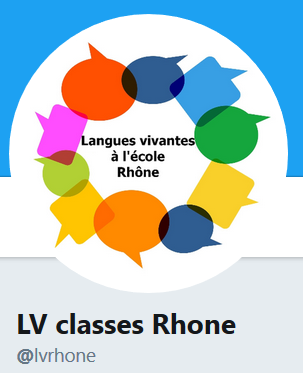 Langues vivantes
à l'école
Rhône
LV classes Rhone
@lvrhone